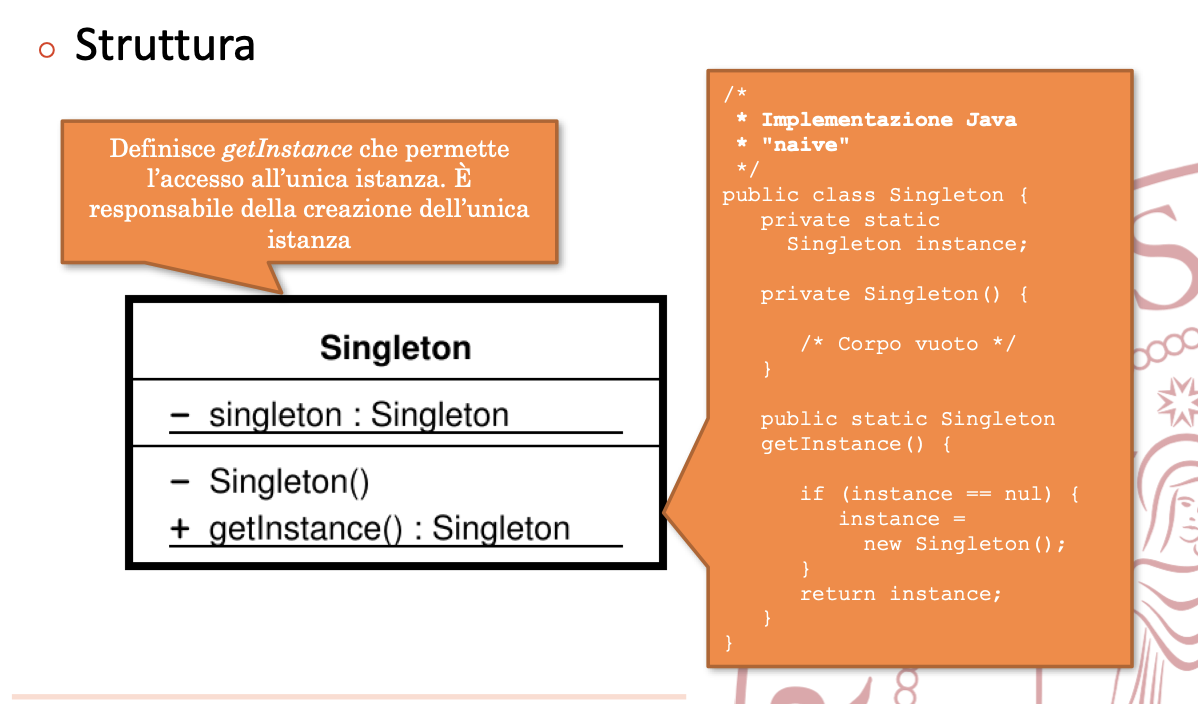 Struttura
Definisce getInstance che permette
l'accesso all'unica istanza. È
responsabile della creazione dell'unica
istanza
Singleton
– singleton : Singleton
– Singleton()
+ getInstance() : Singleton
/*
* Implementazione Java
* "naive"
*/
public class Singleton {
private static
Singleton instance;
private Singleton() {
/* Corpo vuoto */
}
public static Singleton
getInstance() {
if (instance == nul) {
instance =
new Singleton();
}
return instance;
}
}